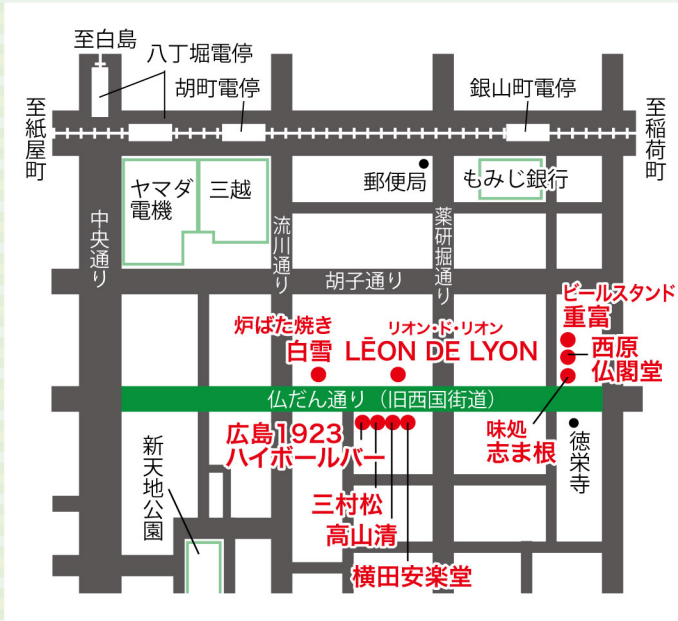 至白島
八丁堀電停
胡町電停
銀山町電停
至紙屋町
至稲荷町
ヤマダ
電機
三越
郵便局
もみじ銀行
中央通り
流川通り
薬研堀通り
胡子通り
ビールスタンド
重富
炉ばた焼き
白雪
リオン・ド・リオン
LĒON DE LYON
西原
仏閣堂
仏だん通り（旧西国街道）
広島1923
ハイボールバー
味処
志ま根
徳栄寺
新天地公園
三村松
高山清
横田安楽堂